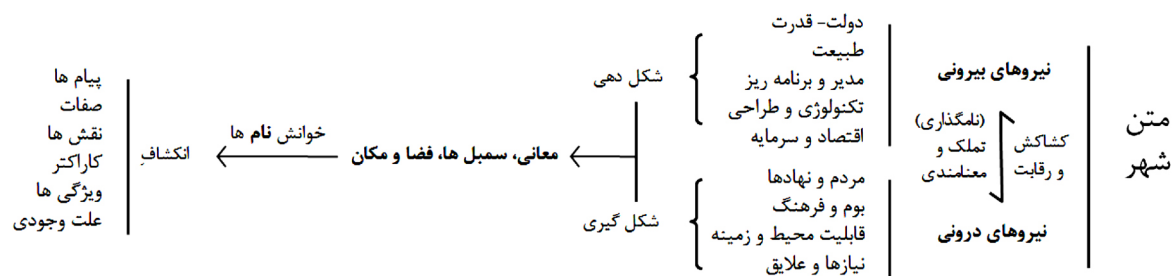 متن
شهر
نیروهای بیرونی
کشاکش
و رقابت
(نامگذاری)
تملک و
معنامندی
نیروهای درونی
دولت- قدرت
طبیعت
مدیر و برنامه ریز
تکنولوژی و طراحی
اقتصاد و سرمایه
مردم و نهادها
بوم و فرهنگ
قابلیت محیط و زمینه
نیازها و علایق
شکل دهی
شکل گیری
معانی، سمبل ها، فضا و مکان
خوانش نام ها
انکشافِ
پیام ها
صفات
نقش ها
کاراکتر
ویژگی ها
علت وجودی